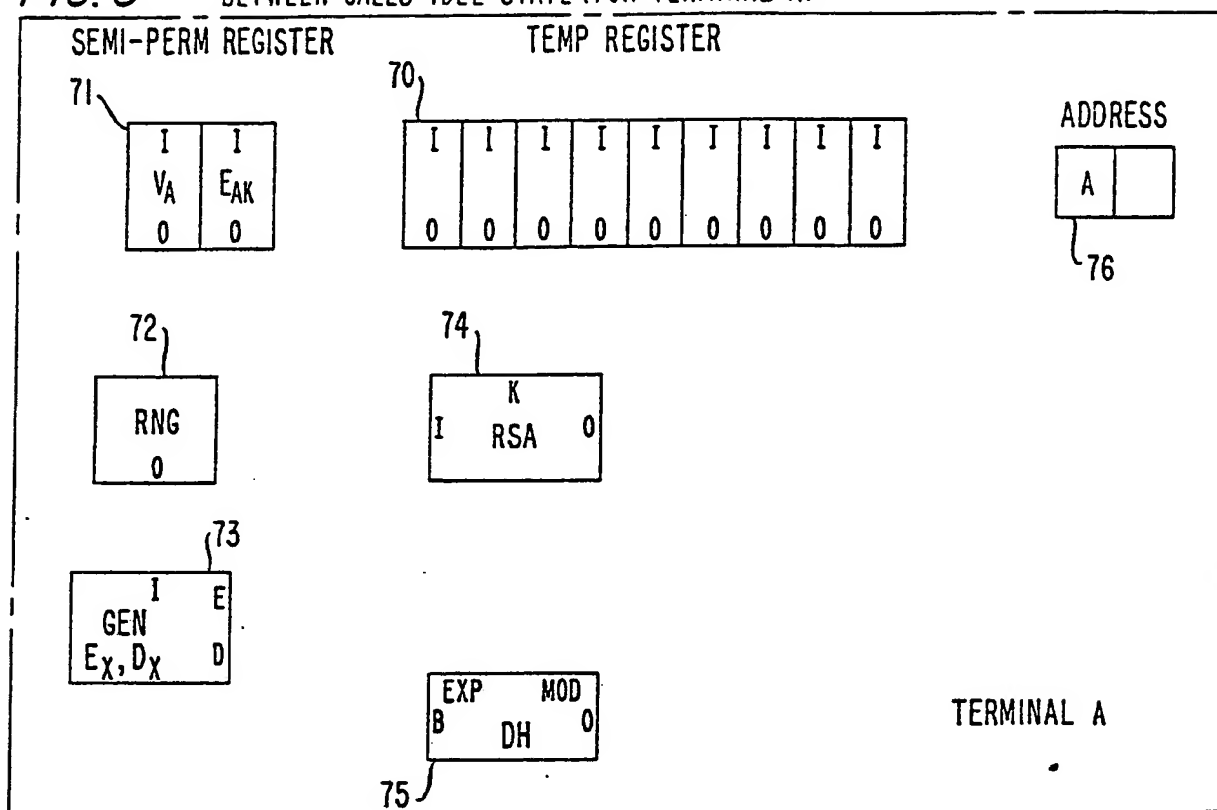 SEMI-PERM REGISTER
TEMP REGISTER
71
70
I I
V_A E_AK
0 0
I I I I I I I I I
0 0 0 0 0 0 0 0 0
ADDRESS
A
76
72
RNG
0
74
K
I RSA 0
73
I E
GEN
E_X, D_X D
EXP MOD
B DH 0
75
TERMINAL A